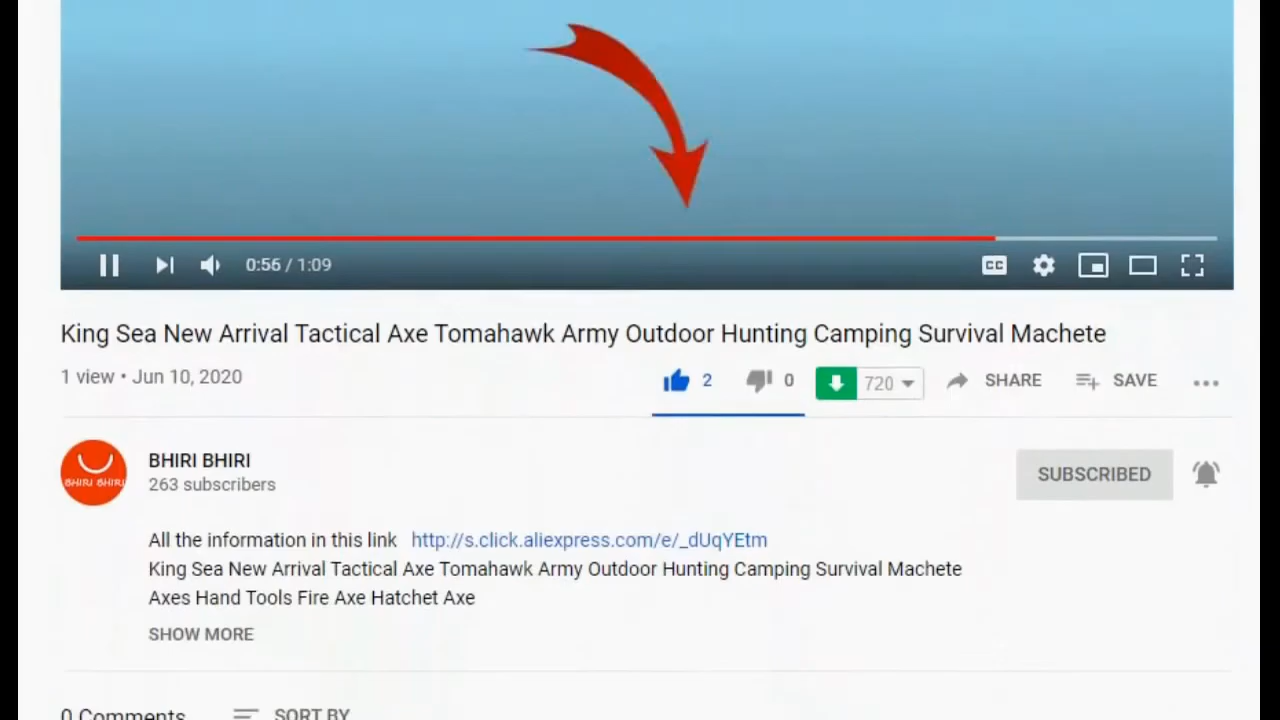 0:56 / 1:09
CC
King Sea New Arrival Tactical Axe Tomahawk Army Outdoor Hunting Camping Survival Machete
1 view • Jun 10, 2020
2
0
720
SHARE
SAVE
BHIRI BHIRI
BHIRI BHIRI
263 subscribers
SUBSCRIBED
All the information in this link http://s.click.aliexpress.com/e/_dUqYEtm
King Sea New Arrival Tactical Axe Tomahawk Army Outdoor Hunting Camping Survival Machete
Axes Hand Tools Fire Axe Hatchet Axe
SHOW MORE
0 Comments
SORT BY